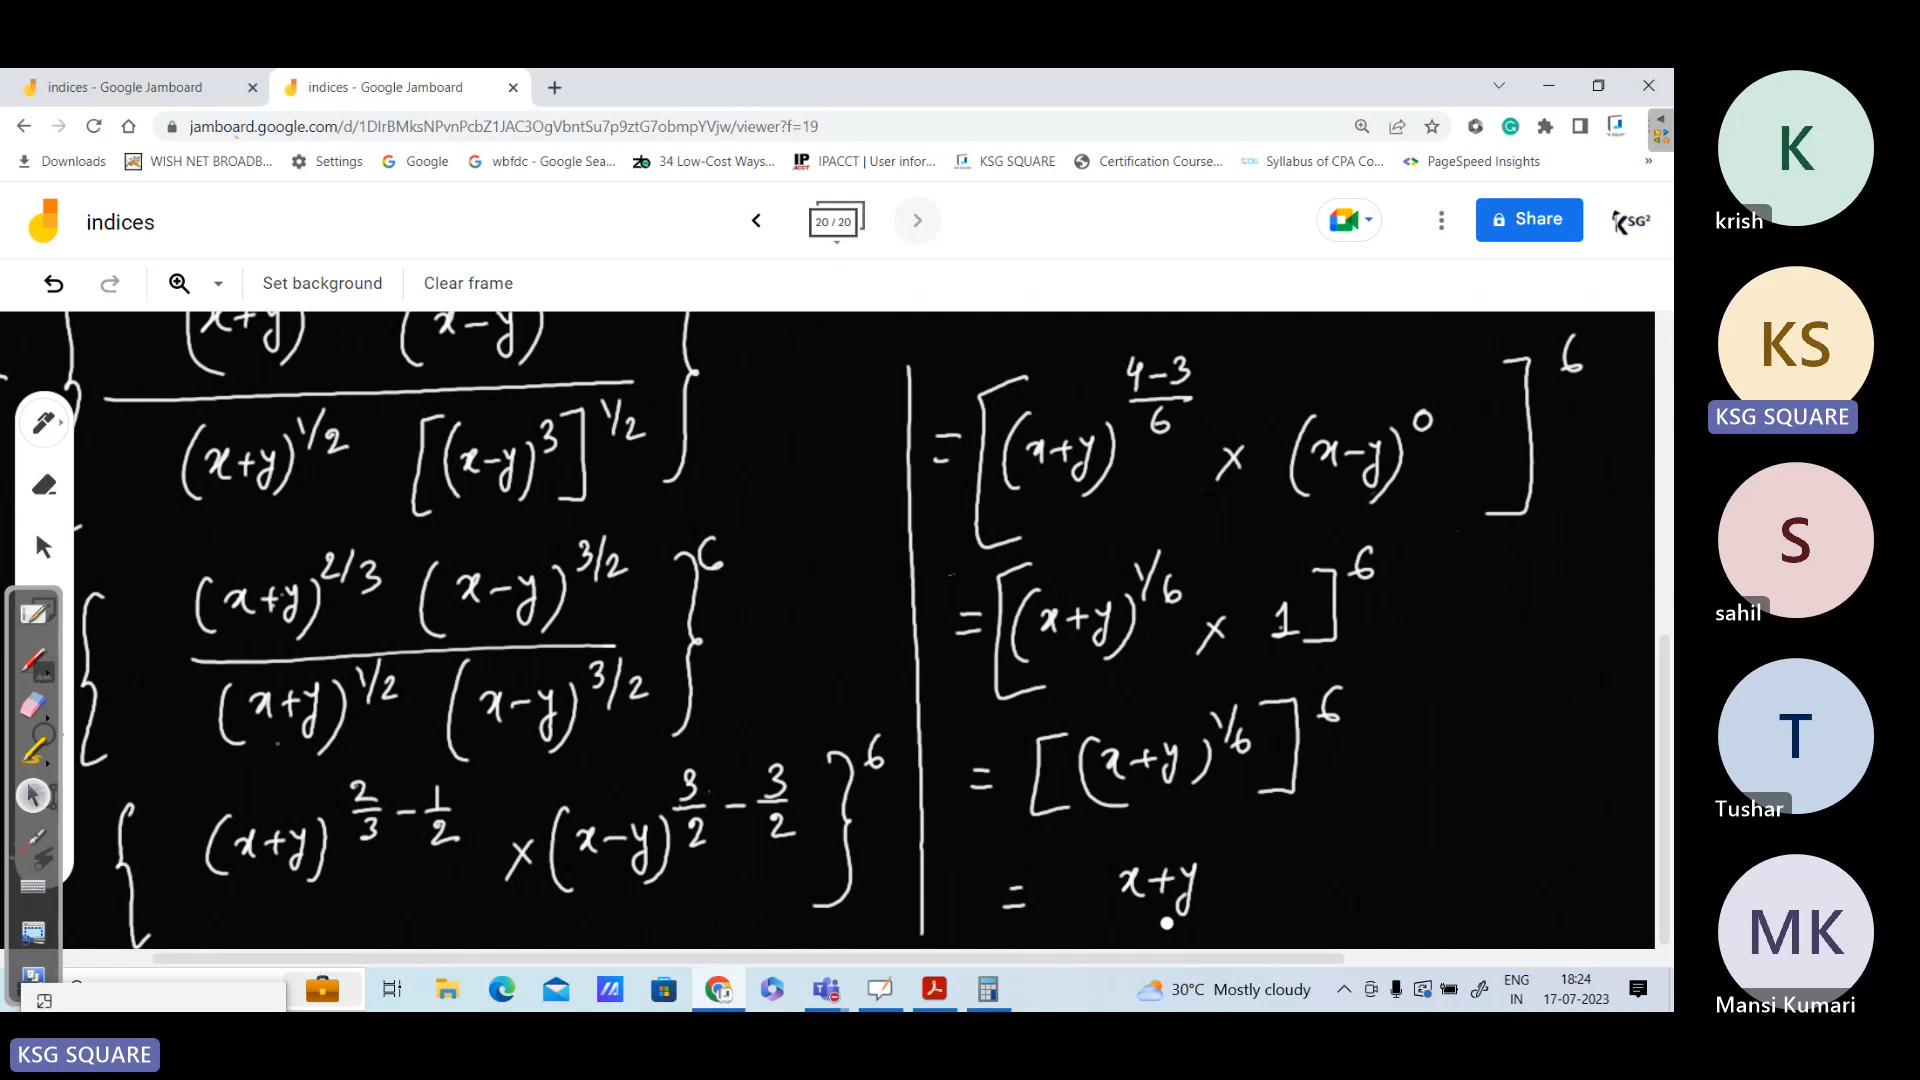 indices - Google Jamboard
indices - Google Jamboard
jamboard.google.com/d/1DIrBMksNPvnPcbZ1JAC3OgVbntSu7p9ztG7obmpYVjw/viewer?f=19
Downloads
WISH NET BROADB...
Settings
Google
wbfdc - Google Sea...
34 Low-Cost Ways...
IPACCT | User infor...
KSG SQUARE
Certification Course...
Syllabus of CPA Co...
PageSpeed Insights
»
indices
20 / 20
Share
KSG²
Set background
Clear frame
(x+y) (x-y) }
(x+y)^1/2 [(x-y)^3]^1/2
{ (x+y)^2/3 (x-y)^3/2 }^6
(x+y)^1/2 (x-y)^3/2
{ (x+y)^(2/3 - 1/2) × (x-y)^(3/2 - 3/2) }^6
= [(x+y)^((4-3)/6) × (x-y)^0]^6
= [(x+y)^1/6 × 1]^6
= [(x+y)^1/6]^6
= x+y
30°C Mostly cloudy
ENG
IN
18:24
17-07-2023
K
krish
KS
KSG SQUARE
S
sahil
T
Tushar
MK
Mansi Kumari
KSG SQUARE